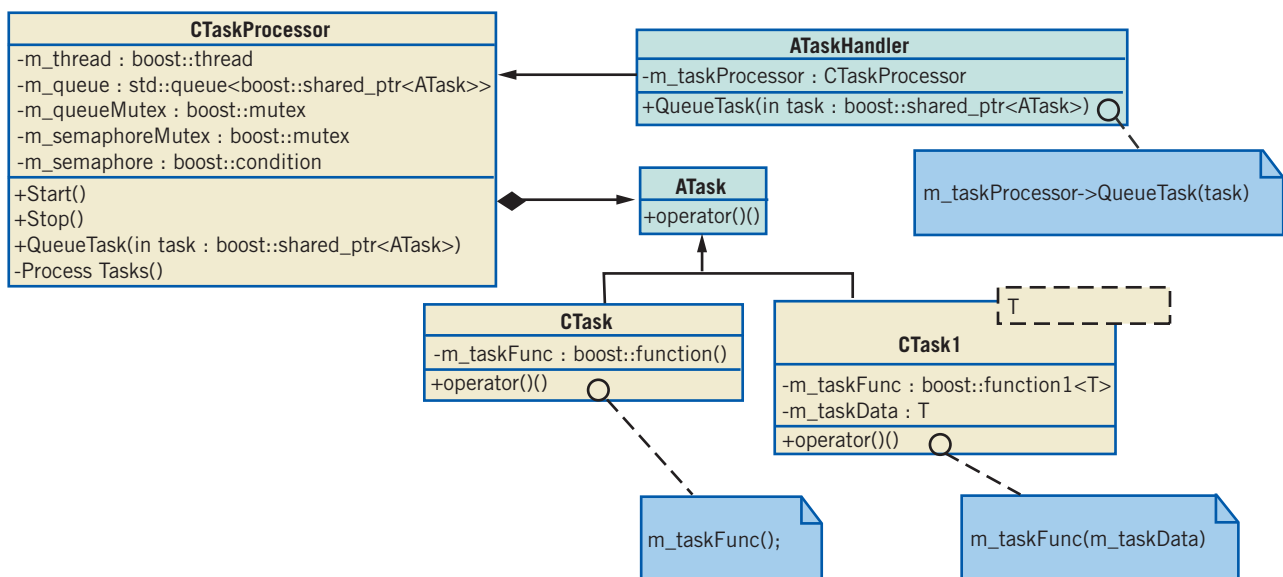 CTaskProcessor
-m_thread : boost::thread
-m_queue : std::queue<boost::shared_ptr<ATask>>
-m_queueMutex : boost::mutex
-m_semaphoreMutex : boost::mutex
-m_semaphore : boost::condition
+Start()
+Stop()
+QueueTask(in task : boost::shared_ptr<ATask>)
-Process Tasks()
ATaskHandler
-m_taskProcessor : CTaskProcessor
+QueueTask(in task : boost::shared_ptr<ATask>)
m_taskProcessor->QueueTask(task)
ATask
+operator()()
CTask
-m_taskFunc : boost::function()
+operator()()
T
CTask1
-m_taskFunc : boost::function1<T>
-m_taskData : T
+operator()()
m_taskFunc();
m_taskFunc(m_taskData)